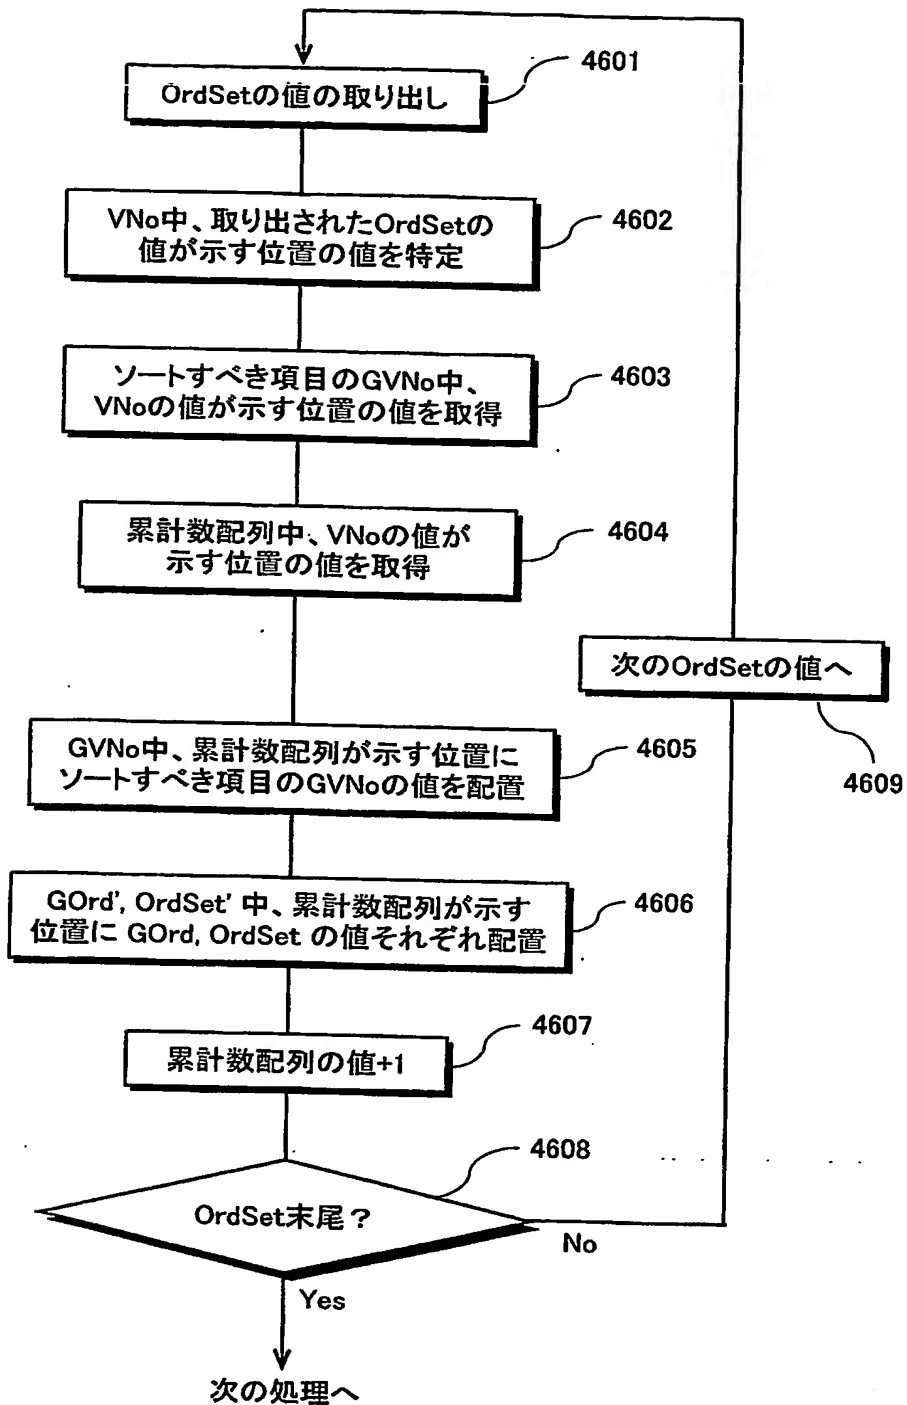 OrdSetの値の取り出し
4601
VNo中、取り出されたOrdSetの
値が示す位置の値を特定
4602
ソートすべき項目のGVNo中、
VNoの値が示す位置の値を取得
4603
累計数配列中、VNoの値が
示す位置の値を取得
4604
次のOrdSetの値へ
4609
GVNo中、累計数配列が示す位置に
ソートすべき項目のGVNoの値を配置
4605
GOrd', OrdSet' 中、累計数配列が示す
位置に GOrd, OrdSet の値それぞれ配置
4606
累計数配列の値+1
4607
OrdSet末尾？
4608
No
Yes
次の処理へ